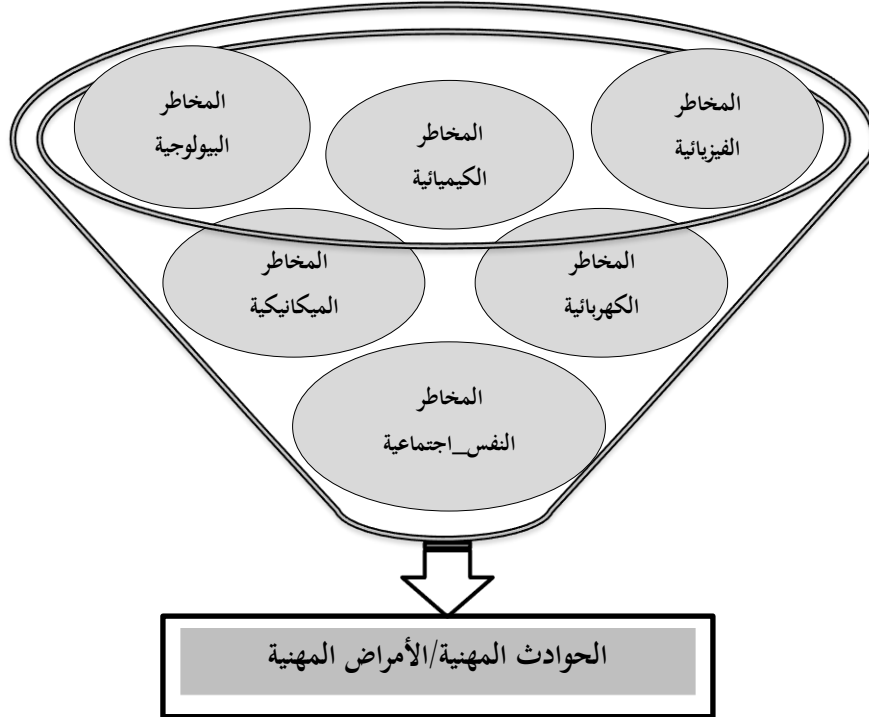 المخاطر
الفيزيائية
المخاطر
الكيميائية
المخاطر
البيولوجية
المخاطر
الكهربائية
المخاطر
الميكانيكية
المخاطر
النفس_اجتماعية
الحوادث المهنية/الأمراض المهنية